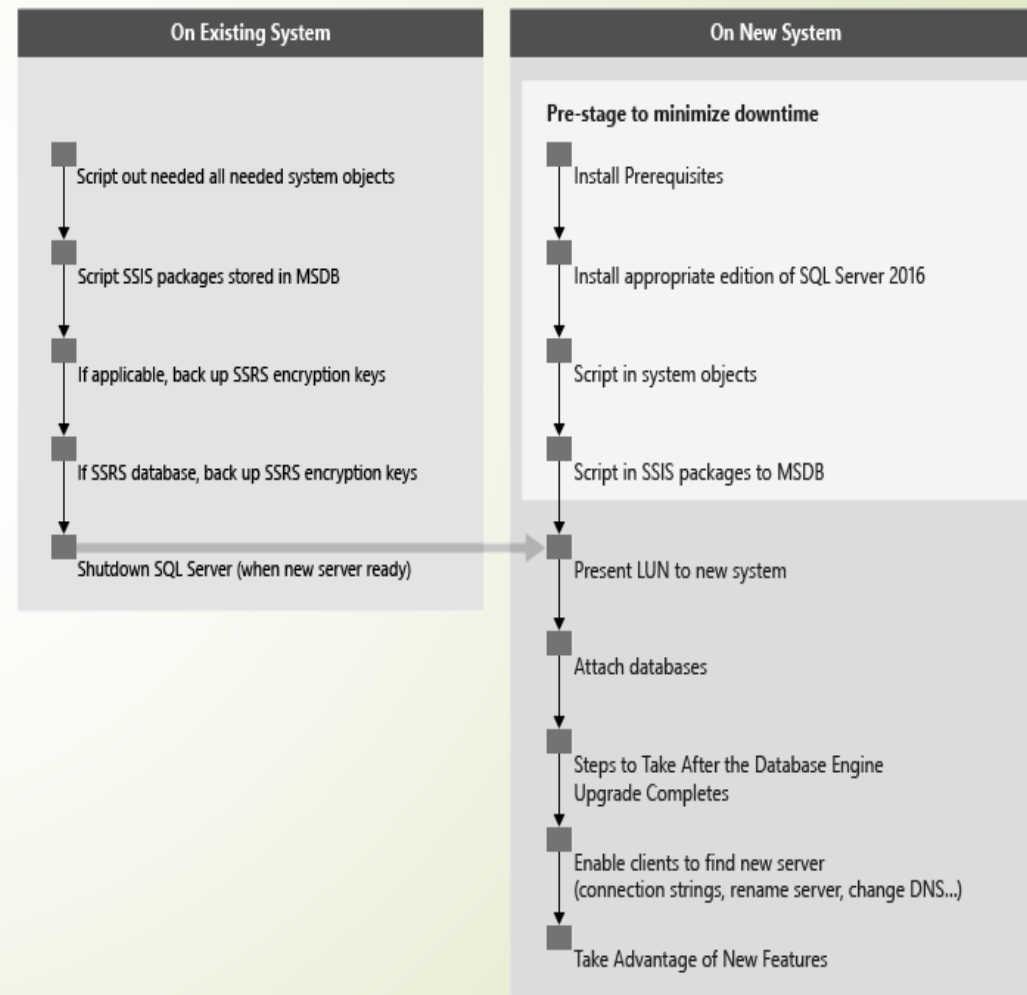 On Existing System
Script out needed all needed system objects
Script SSIS packages stored in MSDB
If applicable, back up SSRS encryption keys
If SSRS database, back up SSRS encryption keys
Shutdown SQL Server (when new server ready)
On New System
Pre-stage to minimize downtime
Install Prerequisites
Install appropriate edition of SQL Server 2016
Script in system objects
Script in SSIS packages to MSDB
Present LUN to new system
Attach databases
Steps to Take After the Database Engine
Upgrade Completes
Enable clients to find new server
(connection strings, rename server, change DNS...)
Take Advantage of New Features